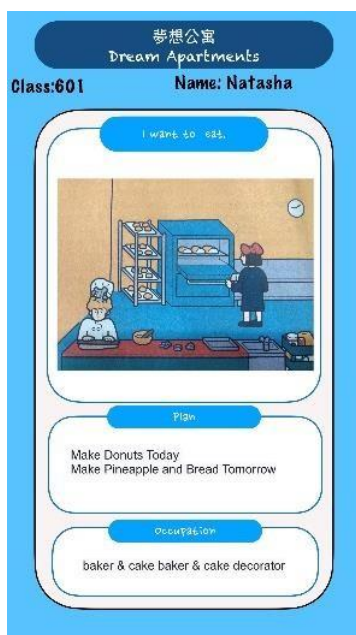 夢想公寓
Dream Apartments
Class:601
Name: Natasha
I want to eat.
Plan
Make Donuts Today
Make Pineapple and Bread Tomorrow
Occupation
baker & cake baker & cake decorator